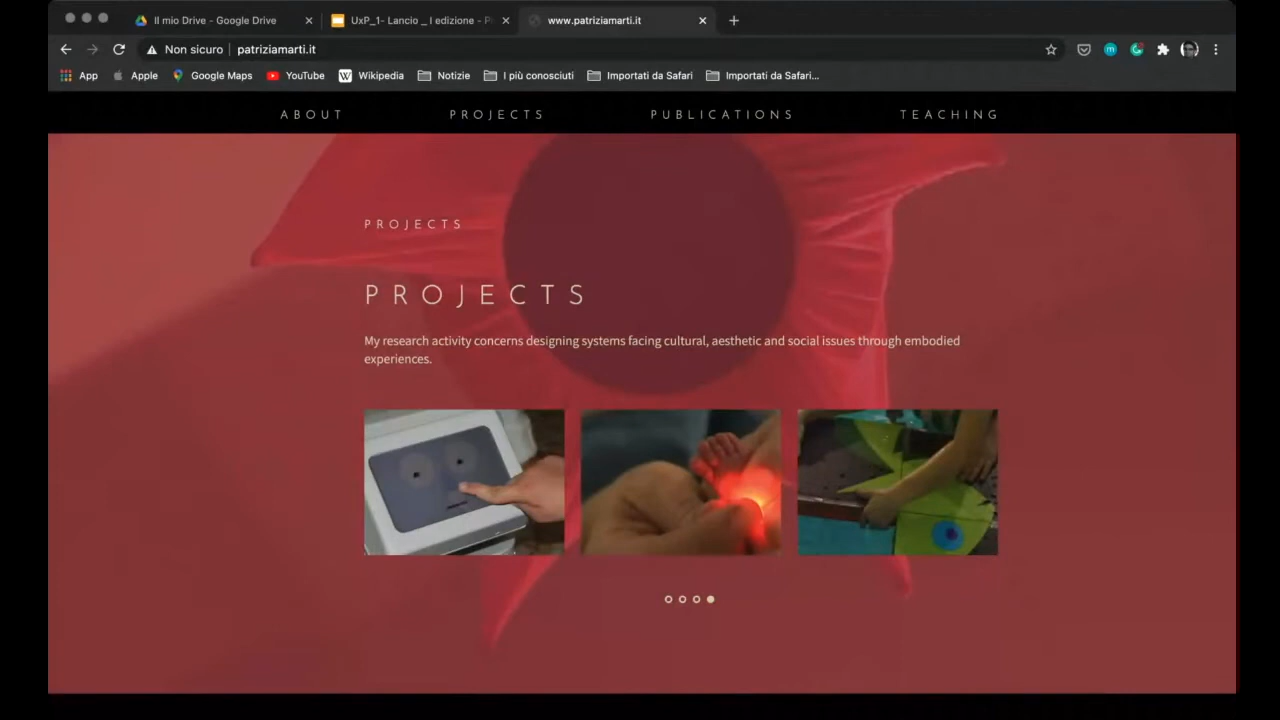 Il mio Drive - Google Drive
UxP_1- Lancio _ I edizione - P
www.patriziamarti.it
Non sicuro
patriziamarti.it
App
Apple
Google Maps
YouTube
W Wikipedia
Notizie
I più conosciuti
Importati da Safari
Importati da Safari...
ABOUT
PROJECTS
PUBLICATIONS
TEACHING
PROJECTS
PROJECTS
My research activity concerns designing systems facing cultural, aesthetic and social issues through embodied
experiences.